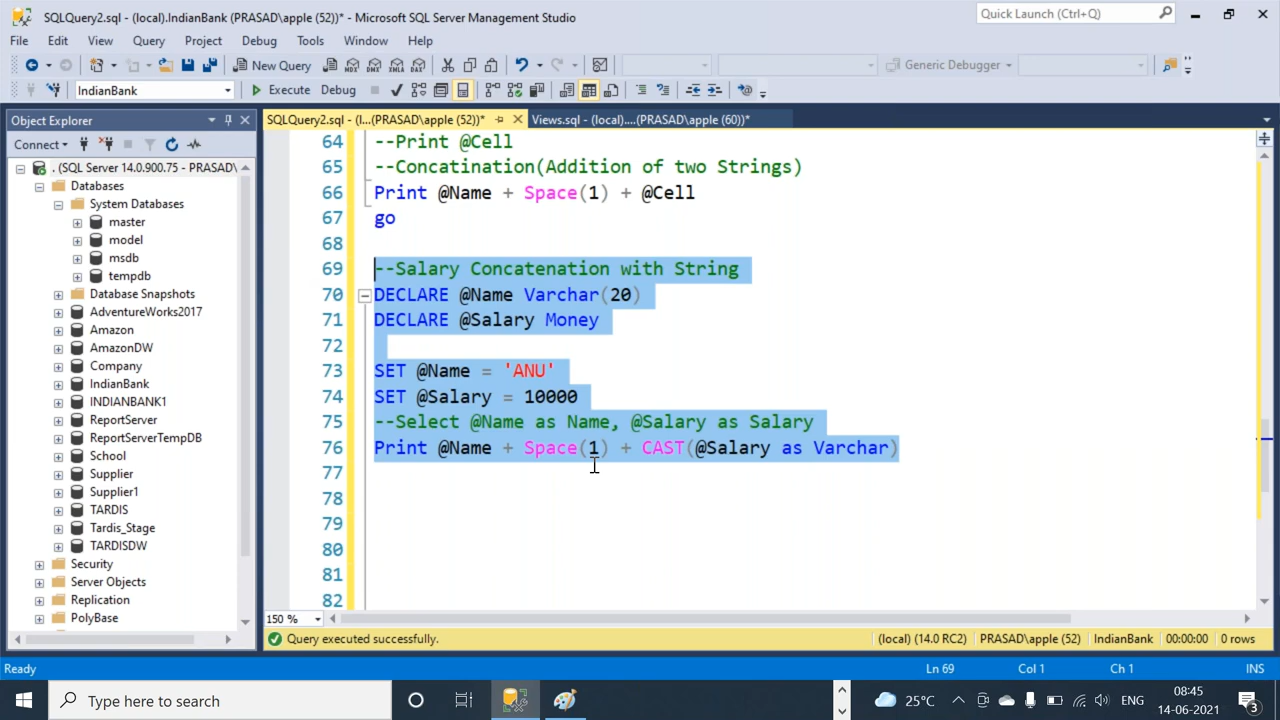 SQLQuery2.sql - (local).IndianBank (PRASAD\apple (52))* - Microsoft SQL Server Management Studio
Quick Launch (Ctrl+Q)
File Edit View Query Project Debug Tools Window Help
New Query MDX DMX XMLA DAX Generic Debugger
IndianBank Execute Debug
Object Explorer
SQLQuery2.sql - (l...(PRASAD\apple (52))* Views.sql - (local)....(PRASAD\apple (60))*
Connect
. (SQL Server 14.0.900.75 - PRASAD\
Databases
System Databases
master
model
msdb
tempdb
Database Snapshots
AdventureWorks2017
Amazon
AmazonDW
Company
IndianBank
INDIANBANK1
ReportServer
ReportServerTempDB
School
Supplier
Supplier1
TARDIS
Tardis_Stage
TARDISDW
Security
Server Objects
Replication
PolyBase
64 --Print @Cell
65 --Concatination(Addition of two Strings)
66 Print @Name + Space(1) + @Cell
67 go
68
69 --Salary Concatenation with String
70 DECLARE @Name Varchar(20)
71 DECLARE @Salary Money
72
73 SET @Name = 'ANU'
74 SET @Salary = 10000
75 --Select @Name as Name, @Salary as Salary
76 Print @Name + Space(1) + CAST(@Salary as Varchar)
77
78
79
80
81
82
150 %
Query executed successfully. (local) (14.0 RC2) PRASAD\apple (52) IndianBank 00:00:00 0 rows
Ready Ln 69 Col 1 Ch 1 INS
Type here to search 25°C ENG 08:45
14-06-2021 3